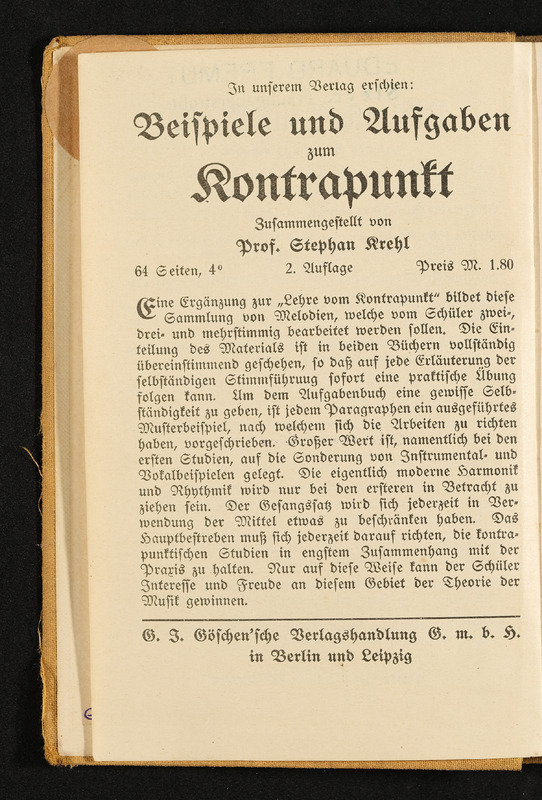 In unserem Verlag erschien:
Beispiele und Aufgaben
zum
Kontrapunkt
Zusammengestellt von
Prof. Stephan Krehl
64 Seiten, 4° 2. Auflage Preis M. 1.80
Eine Ergänzung zur „Lehre vom Kontrapunkt“ bildet diese
Sammlung von Melodien, welche vom Schüler zwei-,
drei- und mehrstimmig bearbeitet werden sollen. Die Ein-
teilung des Materials ist in beiden Büchern vollständig
übereinstimmend geschehen, so daß auf jede Erläuterung der
selbständigen Stimmführuug sofort eine praktische Übung
folgen kann. Um dem Aufgabenbuch eine gewisse Selb-
ständigkeit zu geben, ist jedem Paragraphen ein ausgeführtes
Musterbeispiel, nach welchem sich die Arbeiten zu richten
haben, vorgeschrieben. Großer Wert ist, namentlich bei den
ersten Studien, auf die Sonderung von Instrumental- und
Vokalbeispielen gelegt. Die eigentlich moderne Harmonik
und Rhythmik wird nur bei den ersteren in Betracht zu
ziehen sein. Der Gesangssatz wird sich jederzeit in Ver-
wendung der Mittel etwas zu beschränken haben. Das
Hauptbestreben muß sich jederzeit darauf richten, die kontra-
punktischen Studien in engstem Zusammenhang mit der
Praxis zu halten. Nur auf diese Weise kann der Schüler
Interesse und Freude an diesem Gebiet der Theorie der
Musik gewinnen.
G. J. Göschen'sche Verlagshandlung G. m. b. H.
in Berlin und Leipzig